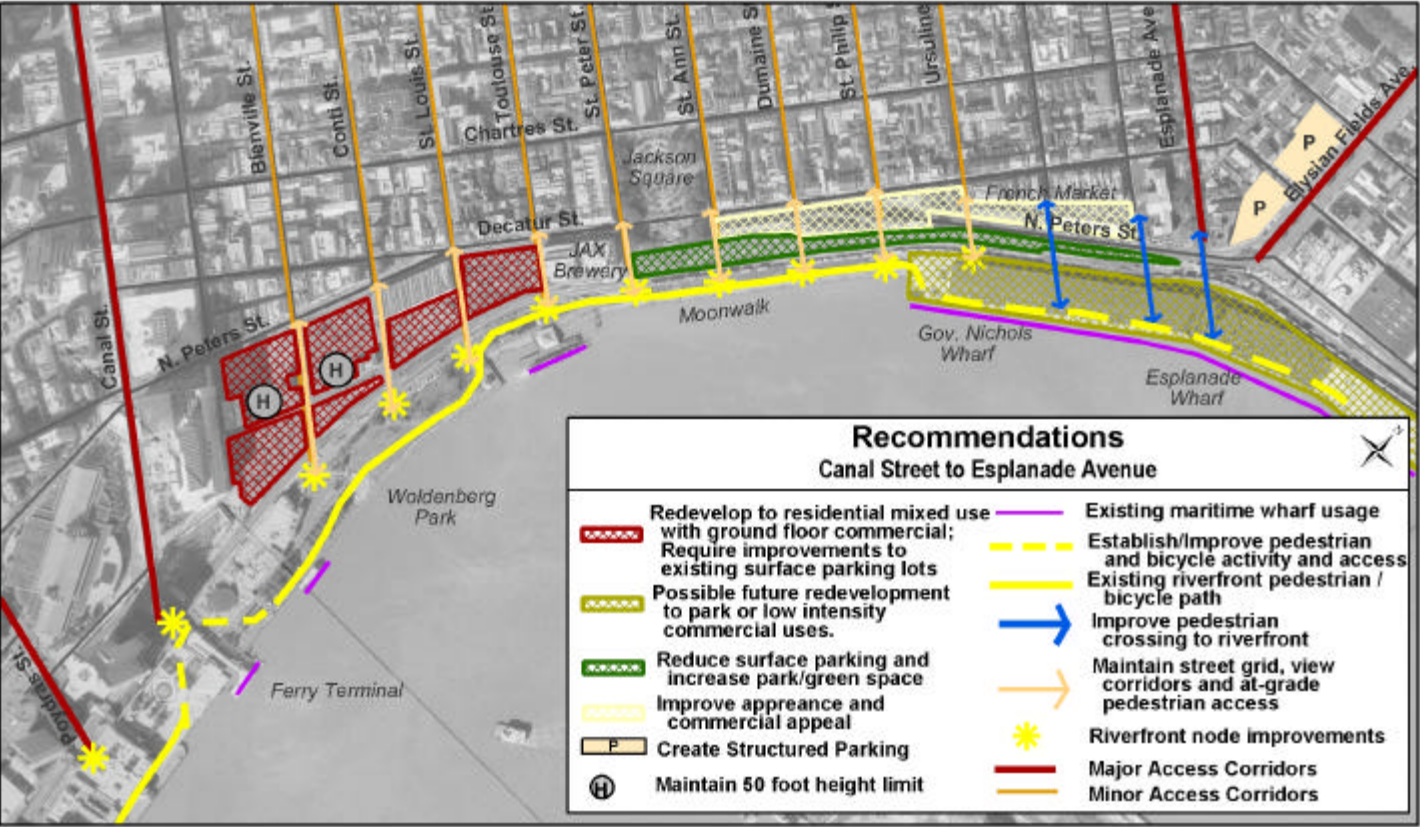 Canal St.
Bienville St.
Conti St.
St. Louis St.
Toulouse St.
St. Peter St.
St. Ann St.
Dumaine S
St. Philip S
Ursuline
Esplanade Ave
Elysian Fields Ave.
P
P
Chartres St.
Jackson
Square
French Market
Decatur St.
N. Peters St.
JAX
Brewery
N. Peters St.
Moonwalk
Gov. Nichols
Wharf
Esplanade
Wharf
H
H
Woldenberg
Park
Ferry Terminal
Poydras St.
Recommendations
Canal Street to Esplanade Avenue
Redevelop to residential mixed use
with ground floor commercial;
Require improvements to
existing surface parking lots
Possible future redevelopment
to park or low intensity
commercial uses.
Reduce surface parking and
increase park/green space
Improve appreance and
commercial appeal
P
Create Structured Parking
H
Maintain 50 foot height limit
Existing maritime wharf usage
Establish/Improve pedestrian
and bicycle activity and access
Existing riverfront pedestrian /
bicycle path
Improve pedestrian
crossing to riverfront
Maintain street grid, view
corridors and at-grade
pedestrian access
Riverfront node improvements
Major Access Corridors
Minor Access Corridors